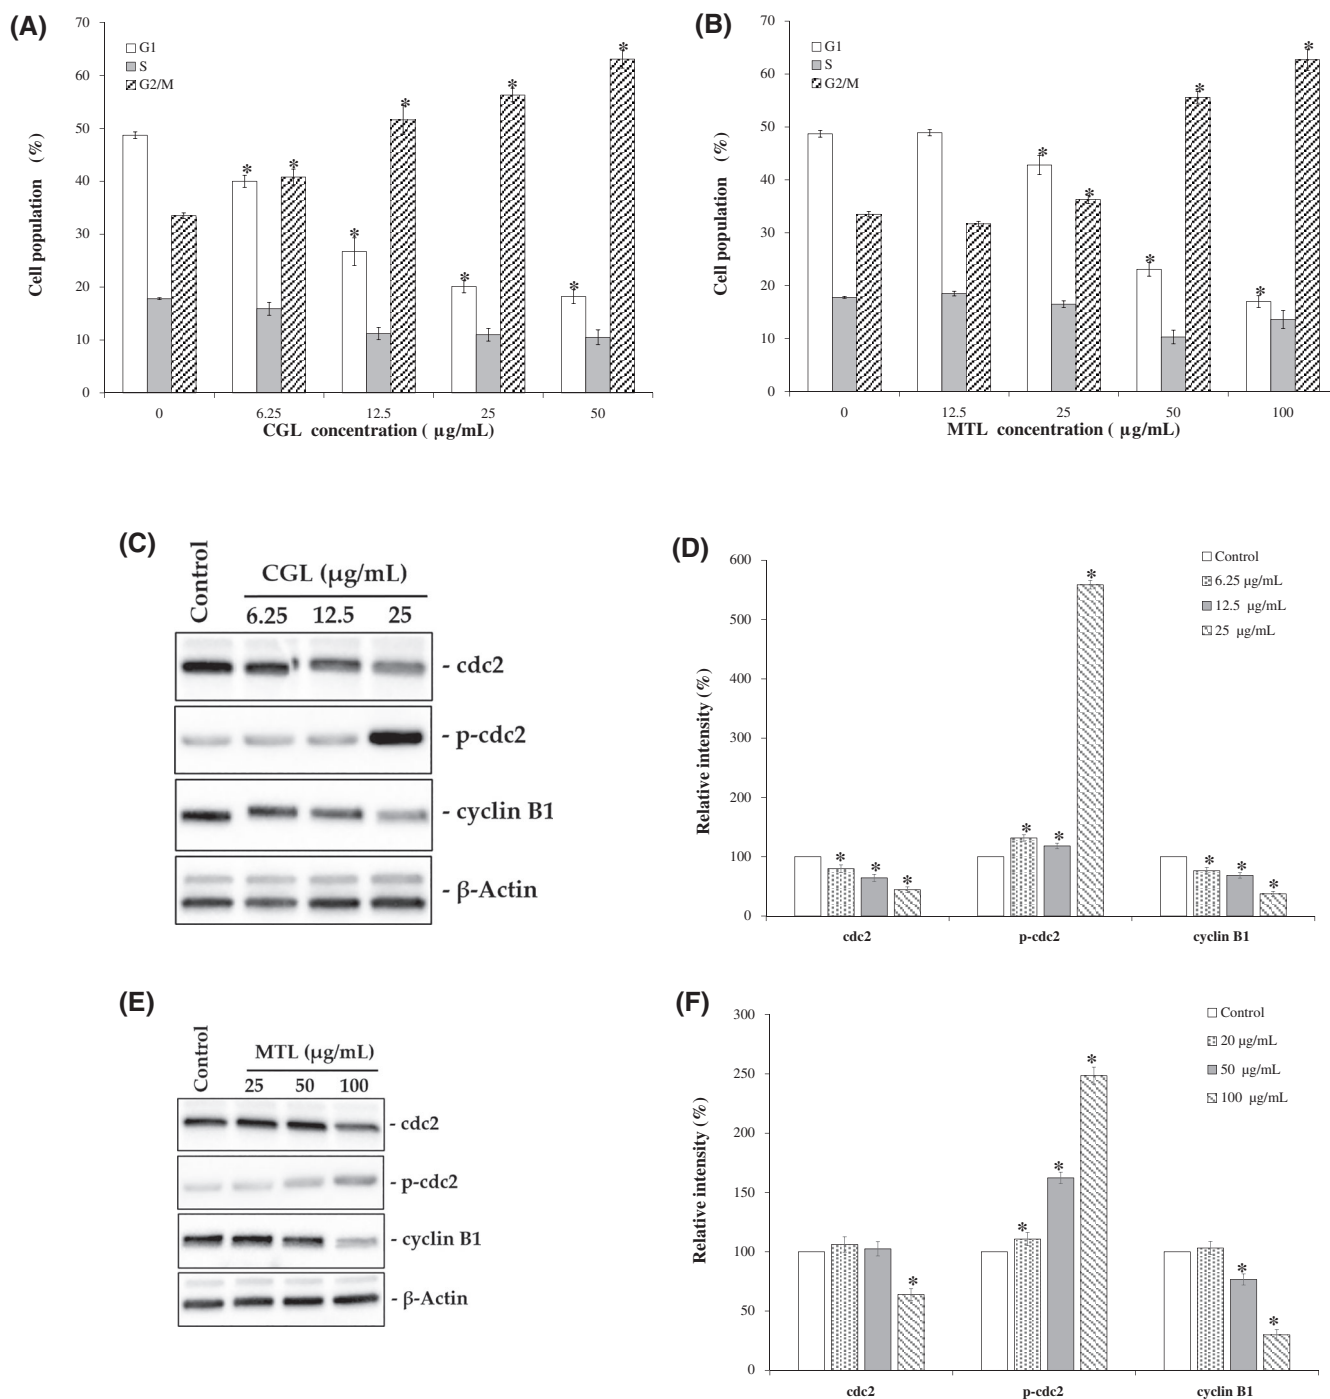 (A)
70
60
50
40
30
20
10
0
Cell population (%)
G1
S
G2/M
*
*
*
*
*
*
*
*
0 6.25 12.5 25 50
CGL concentration ( µg/mL)
(B)
70
60
50
40
30
20
10
0
Cell population (%)
G1
S
G2/M
*
*
*
*
*
*
0 12.5 25 50 100
MTL concentration ( µg/mL)
(C)
Control
CGL (µg/mL)
6.25 12.5 25
- cdc2
- p-cdc2
- cyclin B1
- β-Actin
(D)
600
500
400
300
200
100
0
Relative intensity (%)
Control
6.25 µg/mL
12.5 µg/mL
25 µg/mL
* * *
* * *
* * *
cdc2 p-cdc2 cyclin B1
(E)
Control
MTL (µg/mL)
25 50 100
- cdc2
- p-cdc2
- cyclin B1
- β-Actin
(F)
300
250
200
150
100
50
0
Relative intensity (%)
Control
20 µg/mL
50 µg/mL
100 µg/mL
*
* * *
* *
cdc2 p-cdc2 cyclin B1